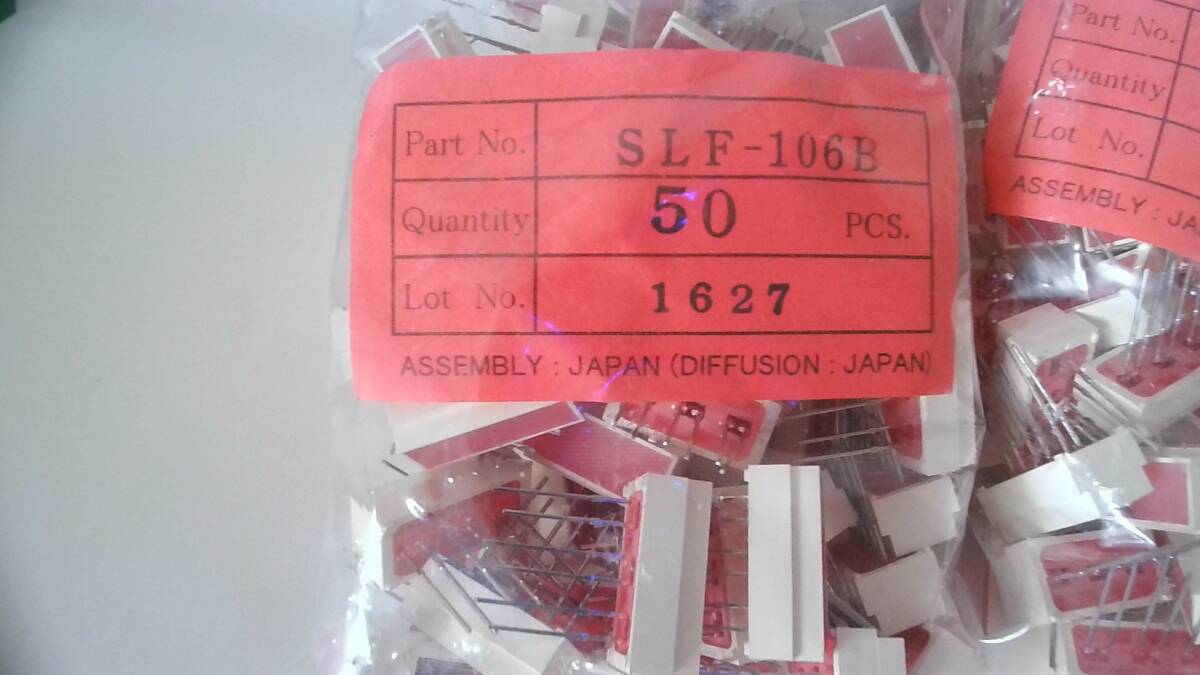 Part No. SLF-106B
Quantity 50 PCS.
Lot No. 1627
ASSEMBLY : JAPAN (DIFFUSION : JAPAN)
Part No.
Quantity
Lot No.
ASSEMBLY : JA